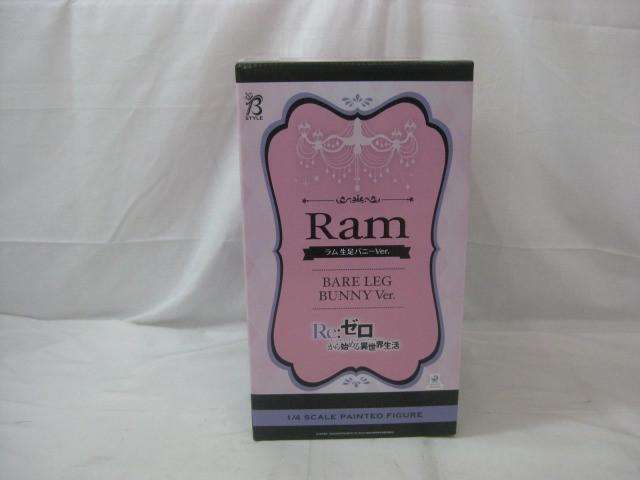 B
STYLE
Ram
ラム 生足バニーVer.
BARE LEG
BUNNY Ver.
Re:ゼロ
から始める異世界生活
1/4 SCALE PAINTED FIGURE